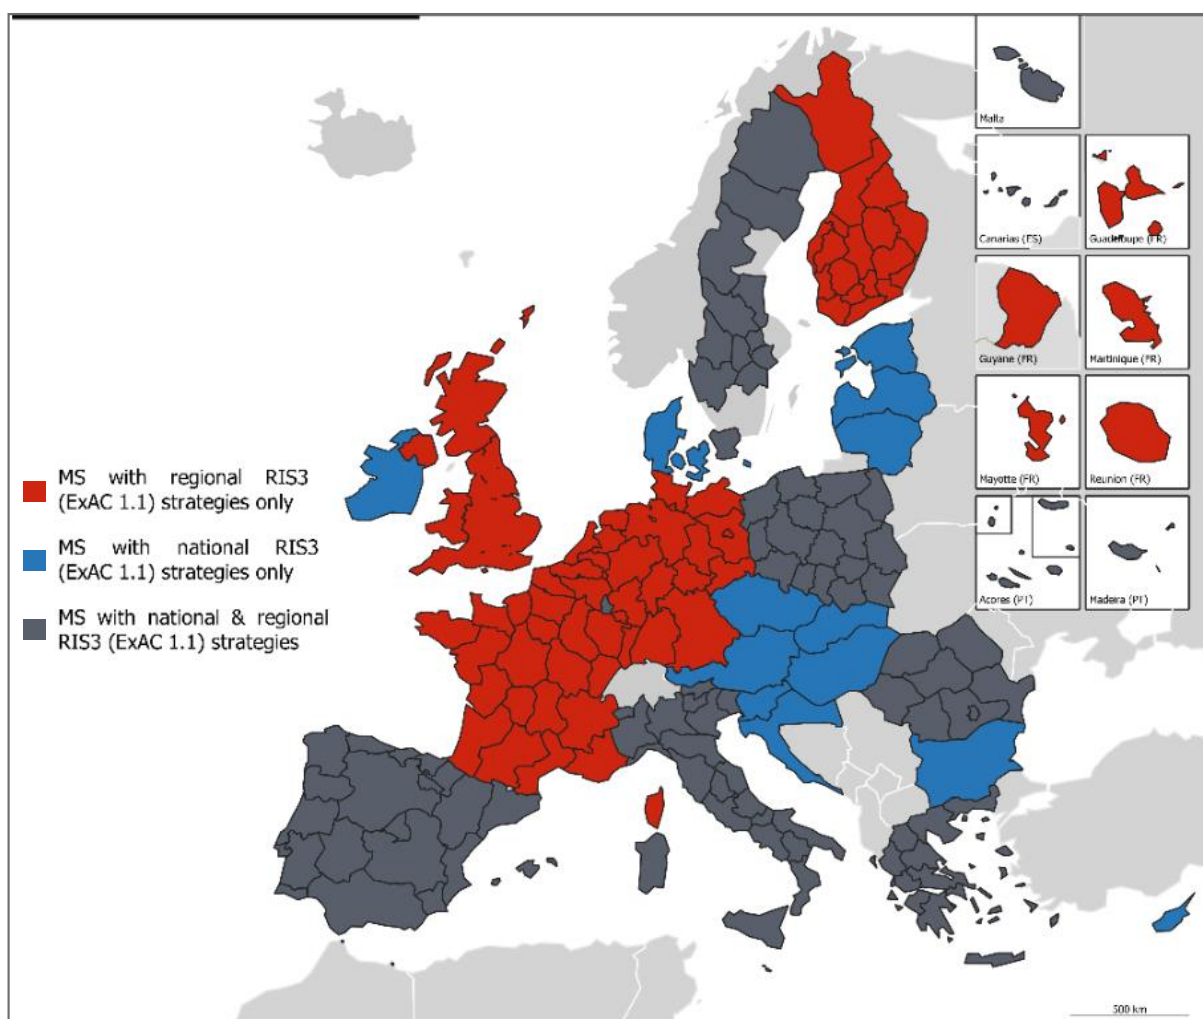 Malta
Canarias (ES)
Guadeloupe (FR)
Guyane (FR)
Martinique (FR)
Mayotte (FR)
Reunion (FR)
Acores (PT)
Madeira (PT)
MS with regional RIS3
(ExAC 1.1) strategies only
MS with national RIS3
(ExAC 1.1) strategies only
MS with national & regional
RIS3 (ExAC 1.1) strategies
500 km